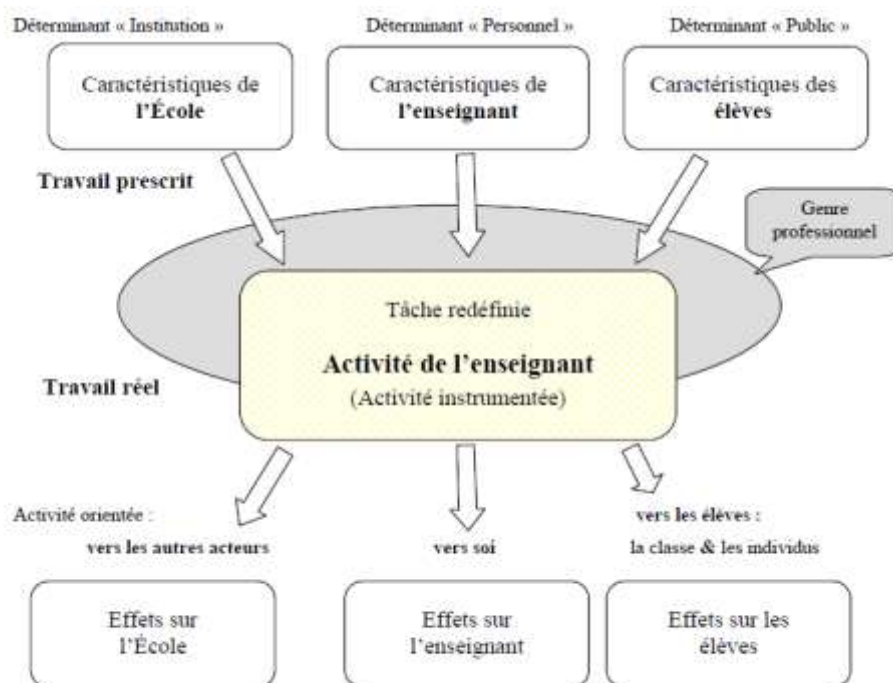 Déterminant « Institution »
Déterminant « Personnel »
Déterminant « Public »
Caractéristiques de
l'École
Caractéristiques de
l'enseignant
Caractéristiques des
élèves
Travail prescrit
Genre
professionnel
Tâche redéfinie
Activité de l'enseignant
(Activité instrumentée)
Travail réel
Activité orientée :
vers les autres acteurs
vers soi
vers les élèves :
la classe & les individus
Effets sur
l'École
Effets sur
l'enseignant
Effets sur les
élèves